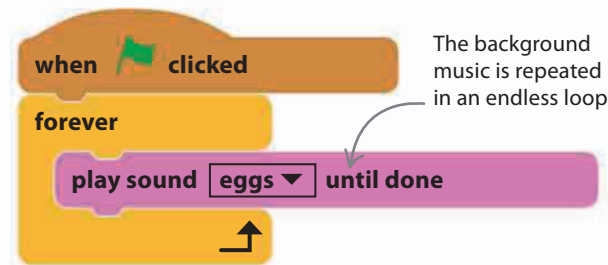 when clicked
The background
music is repeated
in an endless loop
forever
play sound eggs until done